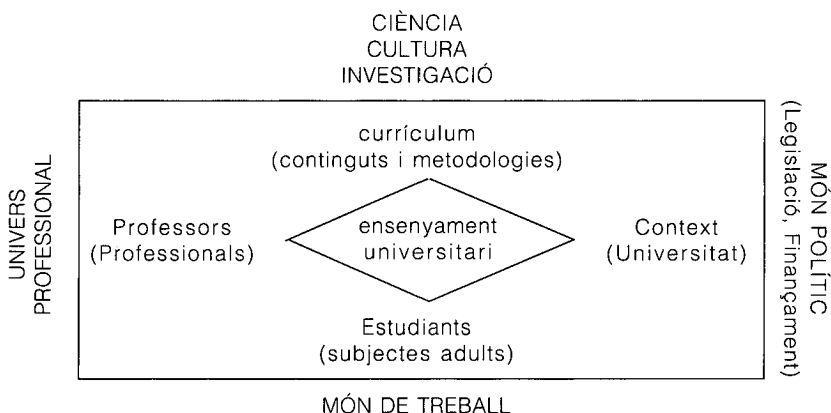 CIÈNCIA
CULTURA
INVESTIGACIÓ
currículum
(continguts i metodologies)
UNIVERS
PROFESSIONAL
Professors
(Professionals)
ensenyament
universitari
Context
(Universitat)
MÓN POLÍTIC
(Legislació, Finançament)
Estudiants
(subjectes adults)
MÓN DE TREBALL